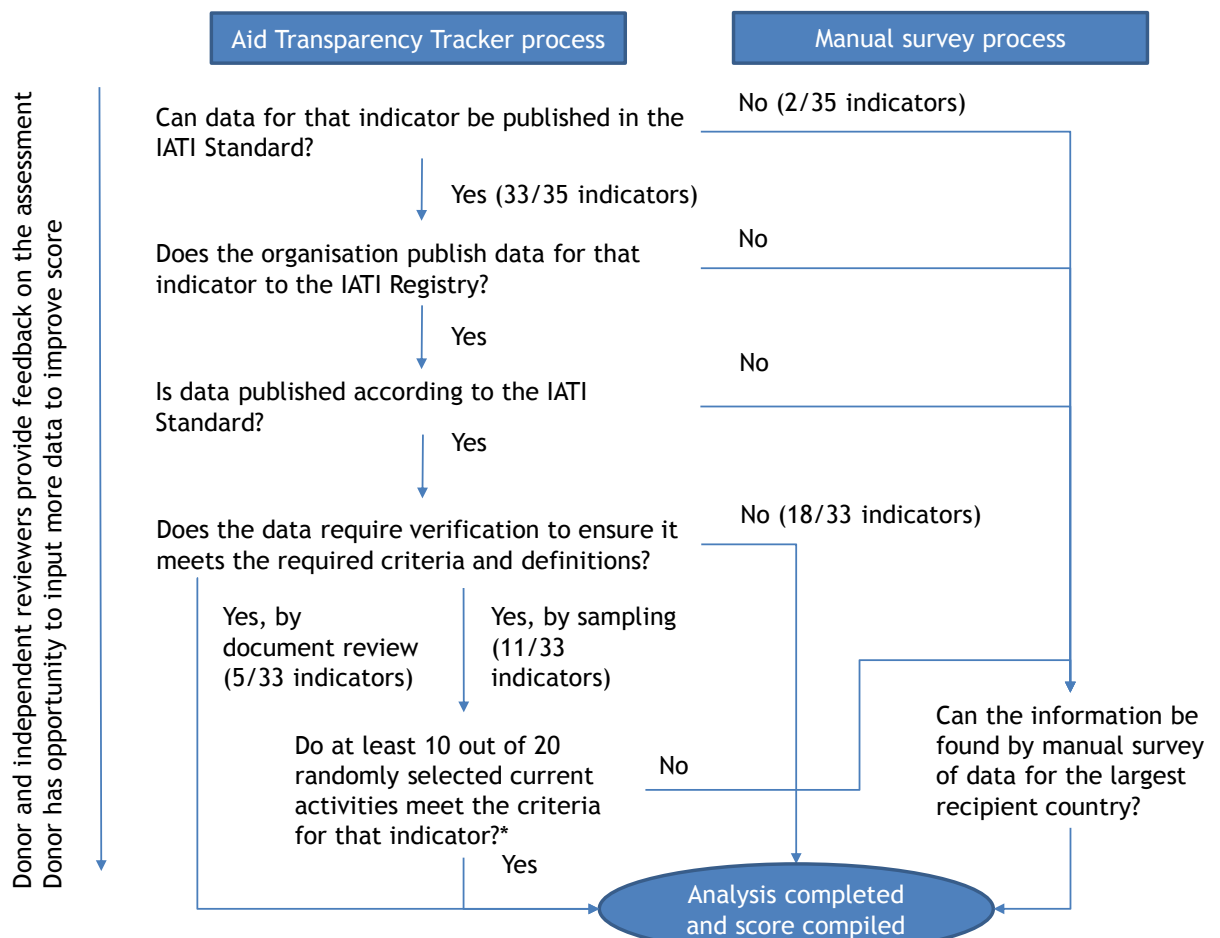 Aid Transparency Tracker process
Manual survey process
Donor and independent reviewers provide feedback on the assessment
Donor has opportunity to input more data to improve score
Can data for that indicator be published in the
IATI Standard?
No (2/35 indicators)
Yes (33/35 indicators)
Does the organisation publish data for that
indicator to the IATI Registry?
No
Yes
Is data published according to the IATI
Standard?
No
Yes
Does the data require verification to ensure it
meets the required criteria and definitions?
No (18/33 indicators)
Yes, by
document review
(5/33 indicators)
Yes, by sampling
(11/33
indicators)
Do at least 10 out of 20
randomly selected current
activities meet the criteria
for that indicator?*
No
Yes
Can the information be
found by manual survey
of data for the largest
recipient country?
Analysis completed
and score compiled